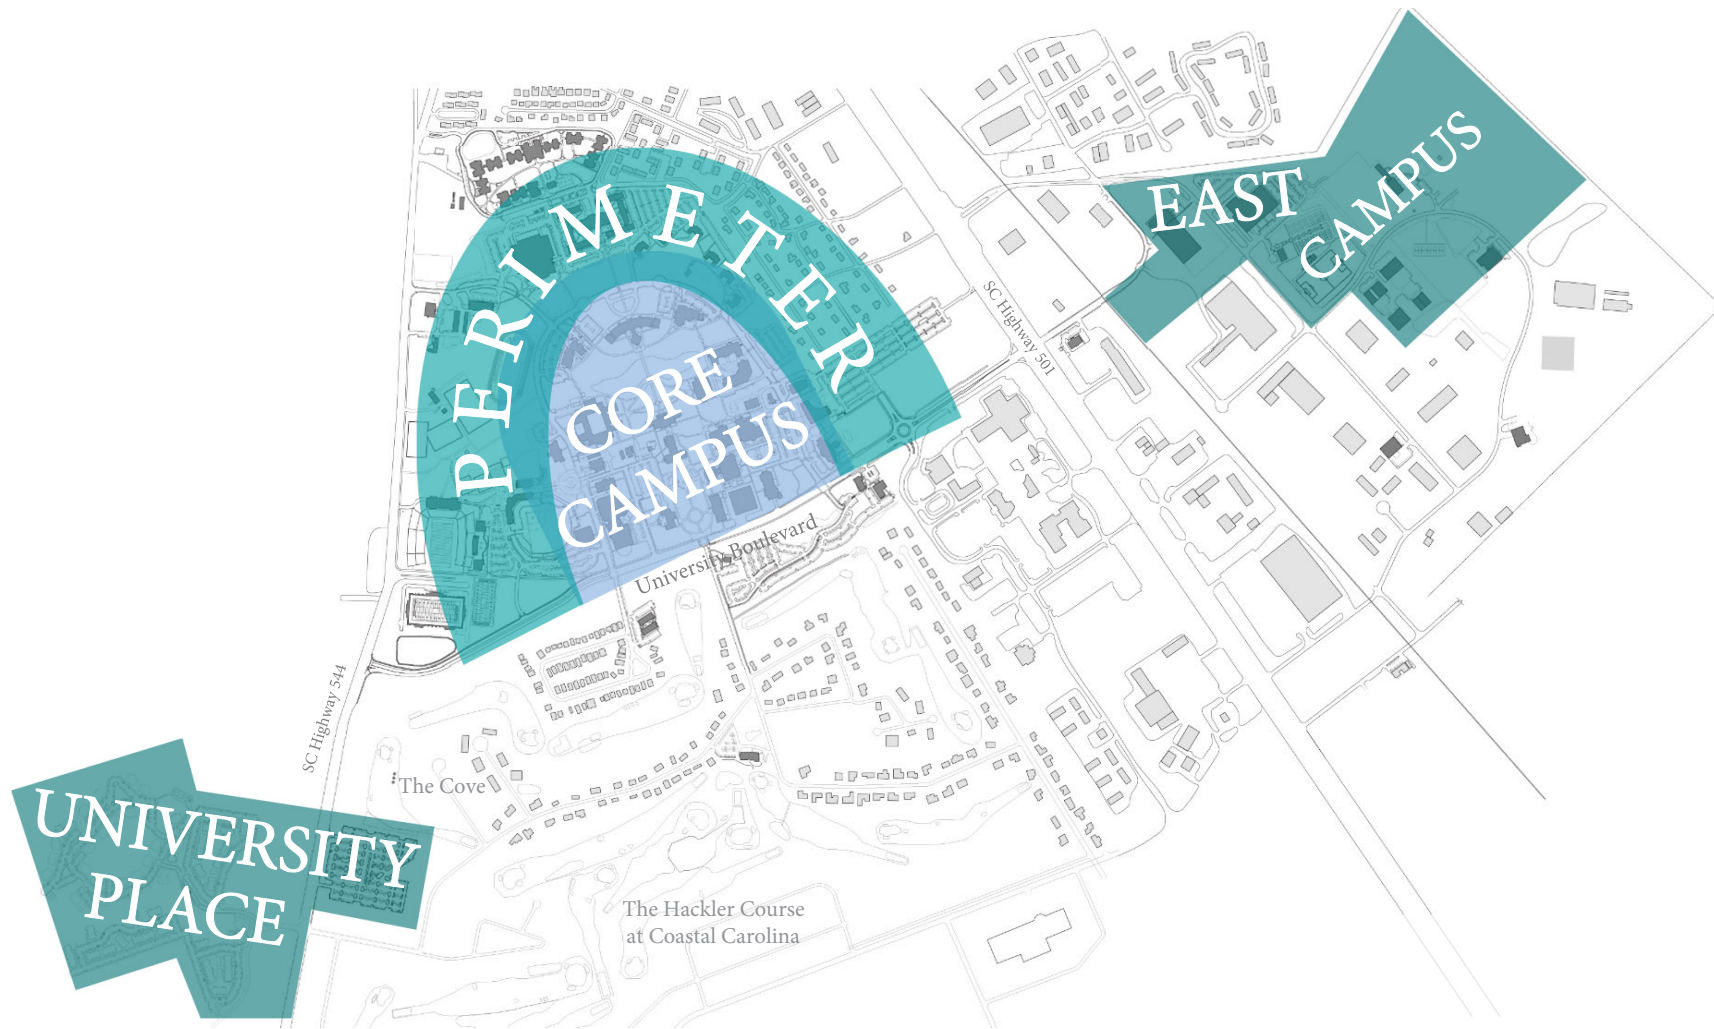 PERIMETER
EAST
CAMPUS
SC Highway 501
CORE
CAMPUS
University Boulevard
SC Highway 544
The Cove
UNIVERSITY
PLACE
The Hackler Course
at Coastal Carolina